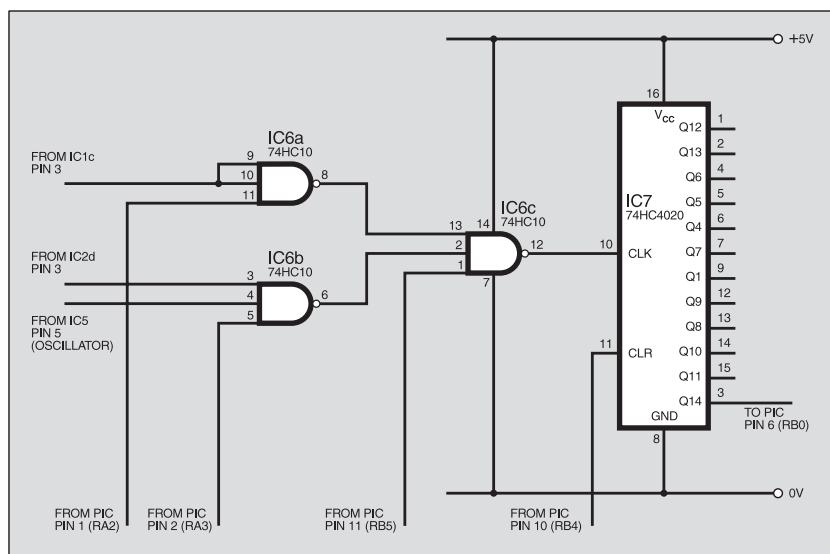 +5V
16
VCC
Q12 1
Q13 2
Q6 4
Q5 5
Q4 6
Q7 7
Q1 9
Q9 12
Q8 13
Q10 14
Q11 15
Q14 3
GND
8
IC7
74HC4020
10 CLK
11 CLR
TO PIC
PIN 6 (RB0)
0V
IC6a
74HC10
FROM IC1c
PIN 3
9
10
11
8
IC6b
74HC10
FROM IC2d
PIN 3
3
4
5
6
FROM IC5
PIN 5
(OSCILLATOR)
IC6c
74HC10
13
14
2
1
12
7
FROM PIC
PIN 1 (RA2)
FROM PIC
PIN 2 (RA3)
FROM PIC
PIN 11 (RB5)
FROM PIC
PIN 10 (RB4)